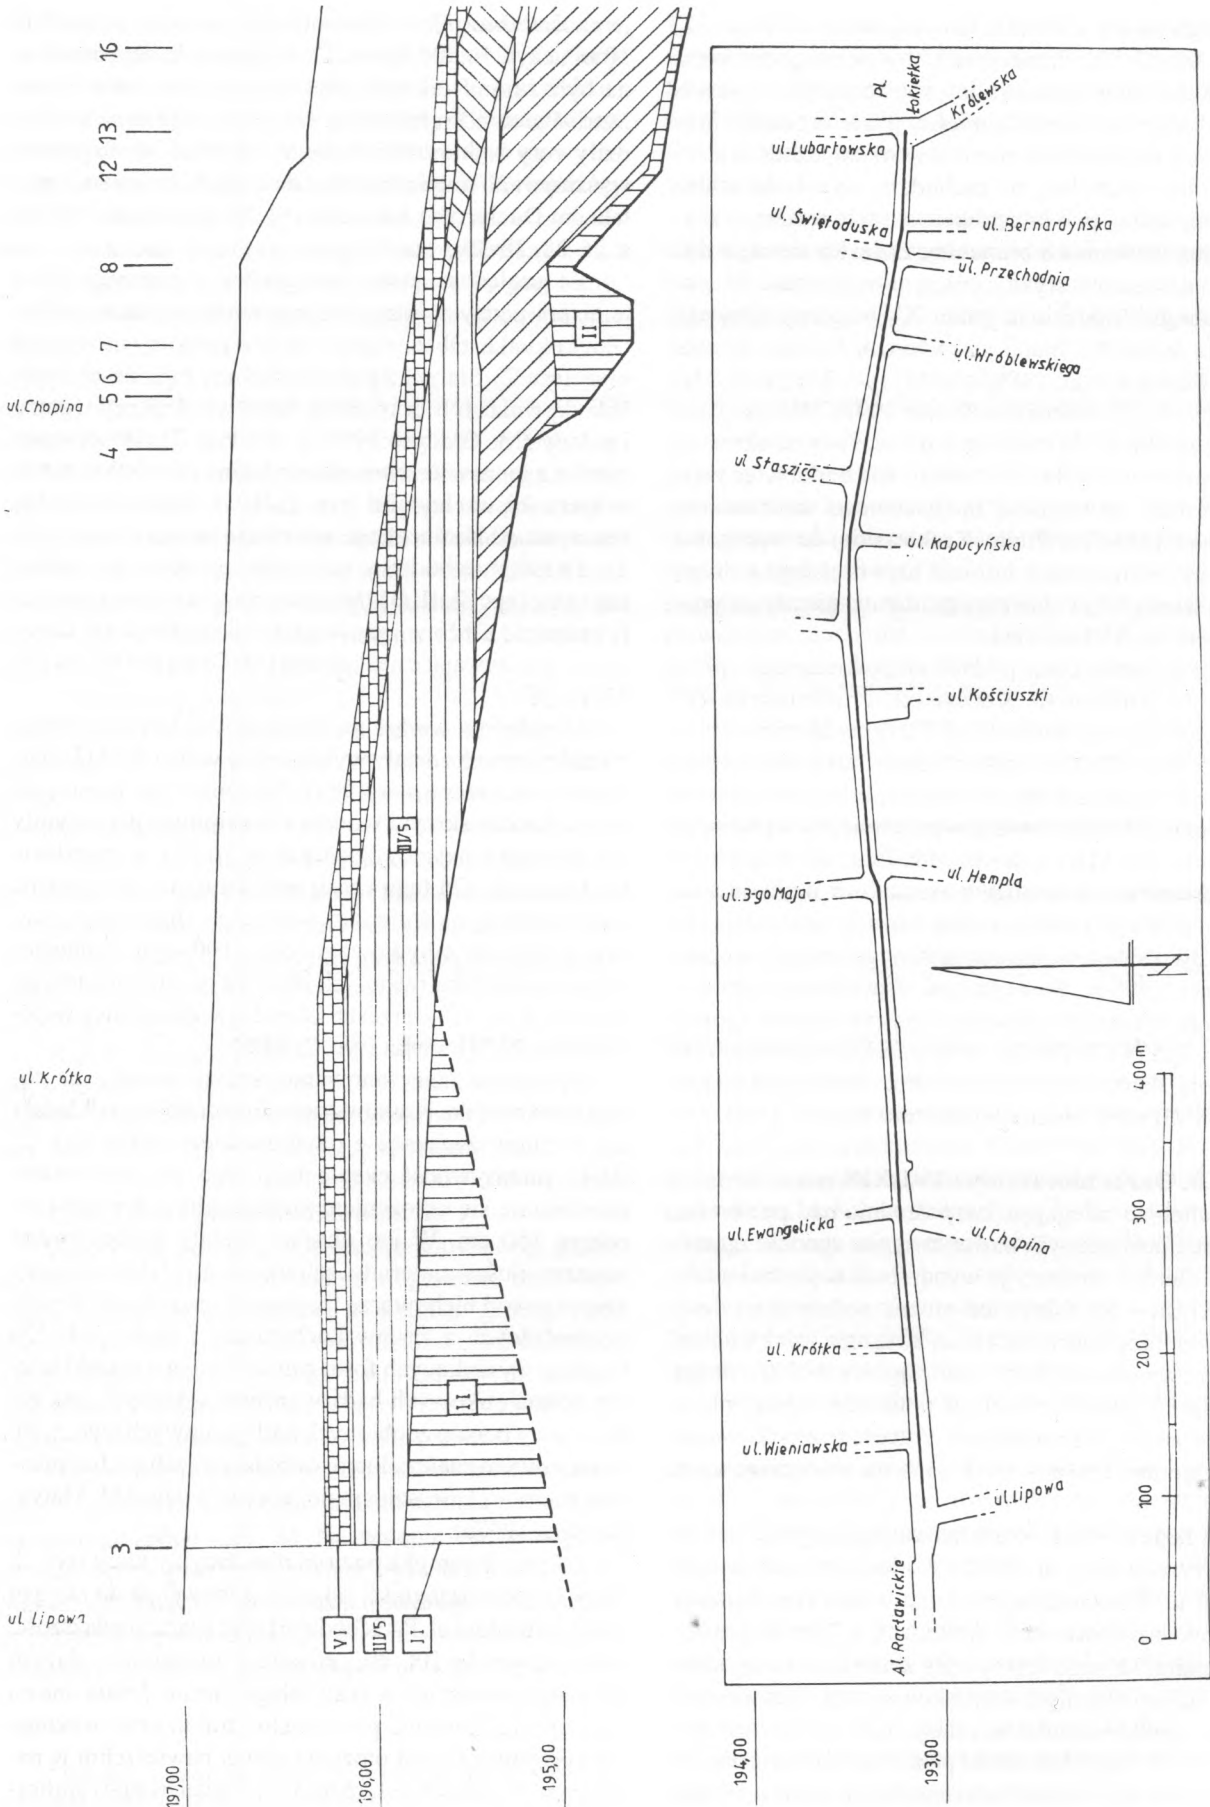 16
13
12
8
7
6
5
4
3
ul. Chopina
ul. Krótka
ul. Lipowa
II
III/5
II
VI
III/5
II
197,00
196,00
195,00
194,00
193,00
Pl. Łokietka
Królewska
ul. Lubartowska
ul. Świętoduska
ul. Bernardyńska
ul. Przechodnia
ul. Wróblewskiego
ul Staszica
ul. Kapucyńska
ul. Kościuszki
ul. 3-go Maja
ul. Hempla
N
ul. Ewangelicka
ul. Chopina
ul. Krótka
ul. Wieniawska
ul. Lipowa
Al. Racławickie
0
100
200
300
400 m